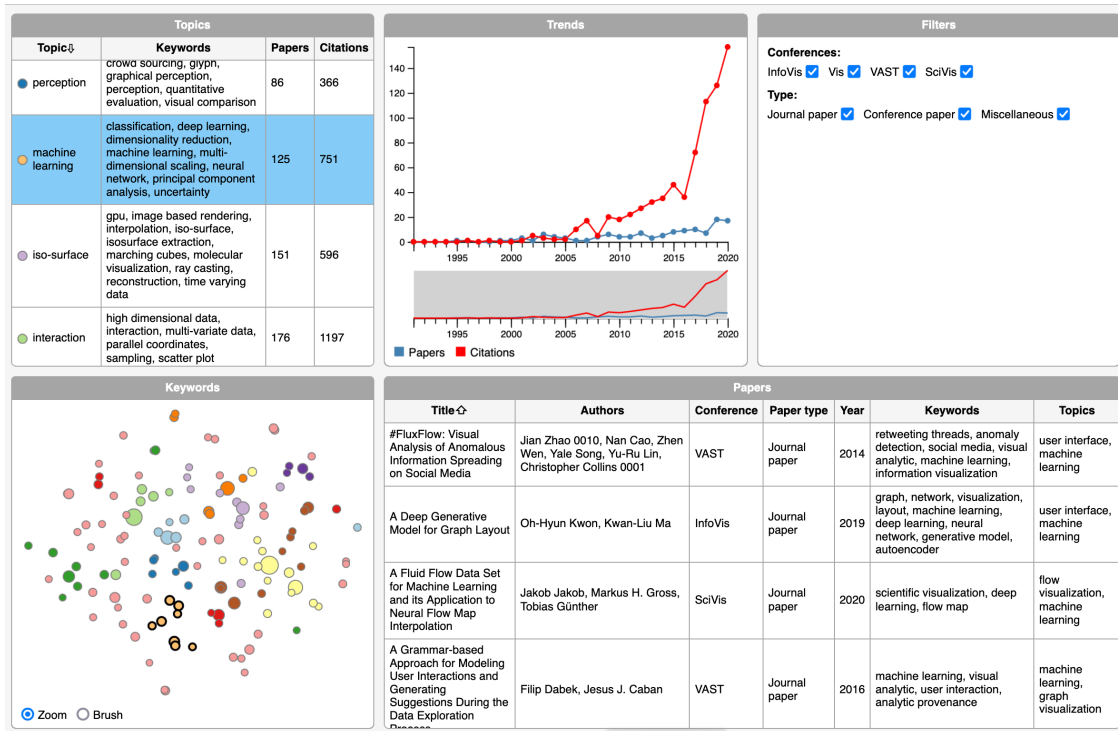 Topics
Topic⇩ Keywords Papers Citations
perception
crowd sourcing, glyph,
graphical perception,
perception, quantitative
evaluation, visual comparison
86
366
machine
learning
classification, deep learning,
dimensionality reduction,
machine learning, multi-
dimensional scaling, neural
network, principal component
analysis, uncertainty
125
751
iso-surface
gpu, image based rendering,
interpolation, iso-surface,
isosurface extraction,
marching cubes, molecular
visualization, ray casting,
reconstruction, time varying
data
151
596
interaction
high dimensional data,
interaction, multi-variate data,
parallel coordinates,
sampling, scatter plot
176
1197
Trends
140
120
100
80
60
40
20
0
1995 2000 2005 2010 2015 2020
1995 2000 2005 2010 2015 2020
Papers Citations
Filters
Conferences:
InfoVis Vis VAST SciVis
Type:
Journal paper Conference paper Miscellaneous
Keywords
Zoom Brush
Papers
Title⇧ Authors Conference Paper type Year Keywords Topics
#FluxFlow: Visual
Analysis of Anomalous
Information Spreading
on Social Media
Jian Zhao 0010, Nan Cao, Zhen
Wen, Yale Song, Yu-Ru Lin,
Christopher Collins 0001
VAST
Journal
paper
2014
retweeting threads, anomaly
detection, social media, visual
analytic, machine learning,
information visualization
user interface,
machine
learning
A Deep Generative
Model for Graph Layout
Oh-Hyun Kwon, Kwan-Liu Ma
InfoVis
Journal
paper
2019
graph, network, visualization,
layout, machine learning,
deep learning, neural
network, generative model,
autoencoder
user interface,
machine
learning
A Fluid Flow Data Set
for Machine Learning
and its Application to
Neural Flow Map
Interpolation
Jakob Jakob, Markus H. Gross,
Tobias Günther
SciVis
Journal
paper
2020
scientific visualization, deep
learning, flow map
flow
visualization,
machine
learning
A Grammar-based
Approach for Modeling
User Interactions and
Generating
Suggestions During the
Data Exploration
Process
Filip Dabek, Jesus J. Caban
VAST
Journal
paper
2016
machine learning, visual
analytic, user interaction,
analytic provenance
machine
learning,
graph
visualization